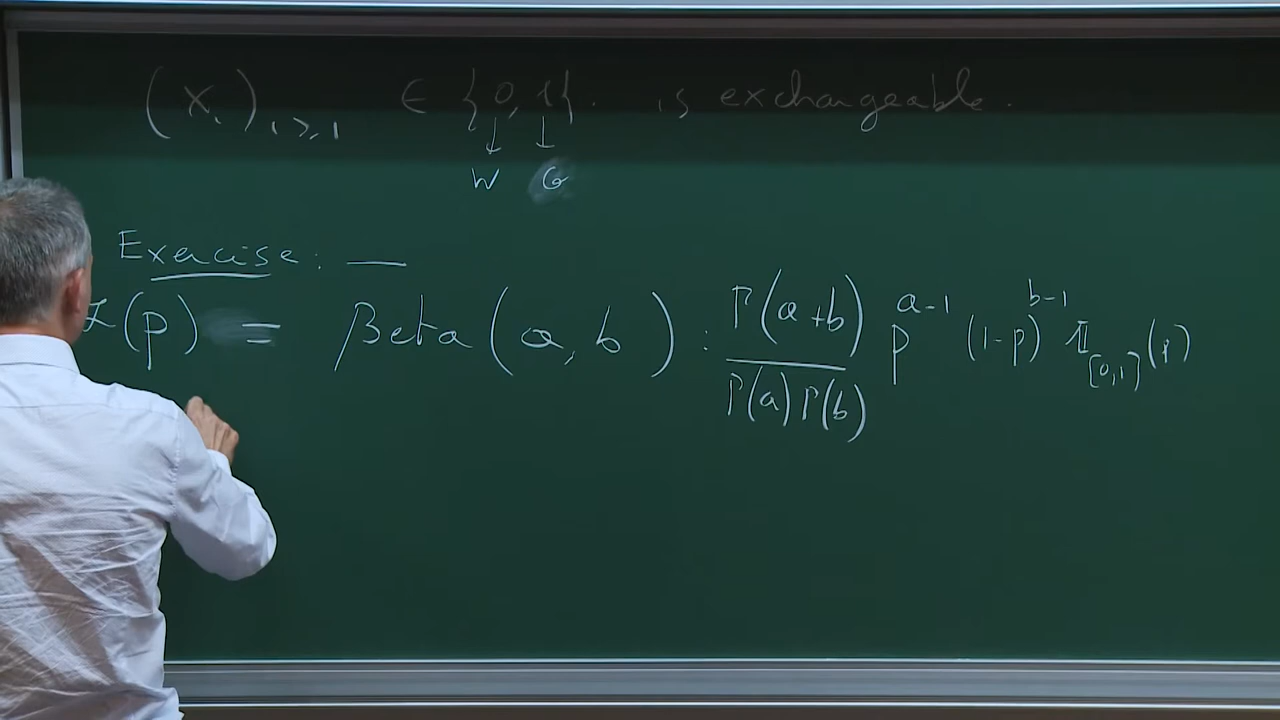 (X_i)_{i≥1} ∈ {0,1}. is exchangeable.
↓ ↓
W G
Exercise: —
ℒ(p) = Beta(a,b) : Γ(a+b) / Γ(a)Γ(b) p^{a-1} (1-p)^{b-1} 𝟙_{[0,1]}(p)